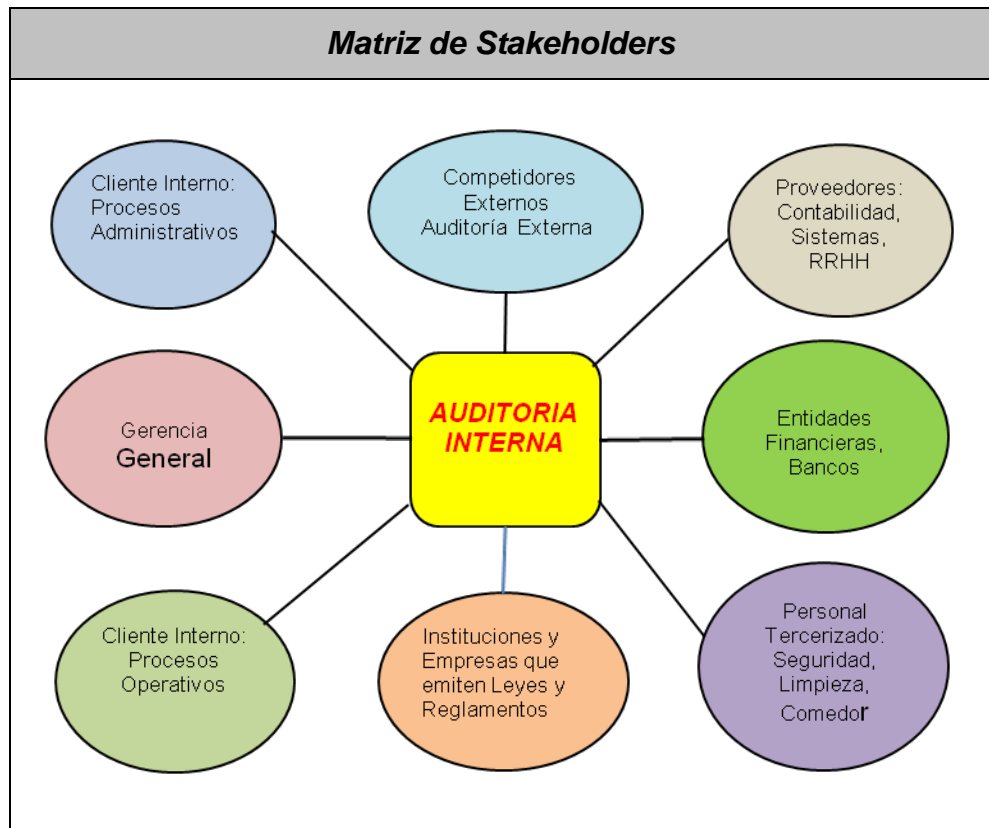 Matriz de Stakeholders
Cliente Interno:
Procesos
Administrativos
Competidores
Externos
Auditoría Externa
Proveedores:
Contabilidad,
Sistemas,
RRHH
Gerencia
General
AUDITORIA
INTERNA
Entidades
Financieras,
Bancos
Cliente Interno:
Procesos
Operativos
Instituciones y
Empresas que
emiten Leyes y
Reglamentos
Personal
Tercerizado:
Seguridad,
Limpieza,
Comedor